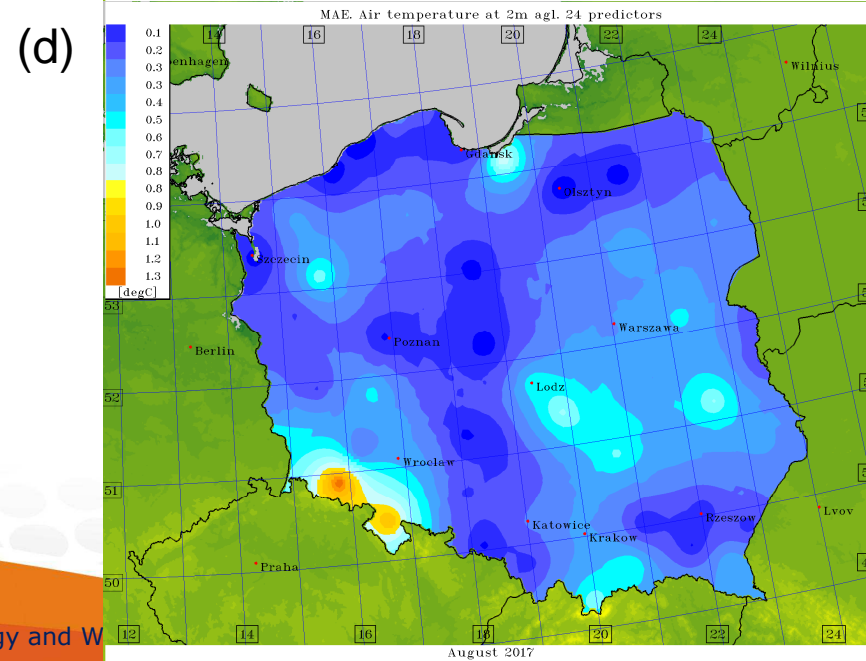 (d)
MAE. Air temperature at 2m agl. 24 predictors
14 16 18 20 22 24
0.1
0.2
0.3
0.3
0.4
0.5
0.6
0.7
0.8
0.8
0.9
1.0
1.1
1.2
1.3
[degC]
enhagen
Wilnius
Gdansk
Olsztyn
Szczecin
53
Warszawa
Poznan
Berlin
Lodz
52
Wroclaw
51
Rzeszow
Lvov
Katowice
Krakow
Praha
50
gy and W
12 14 16 18 20 22 24
August 2017